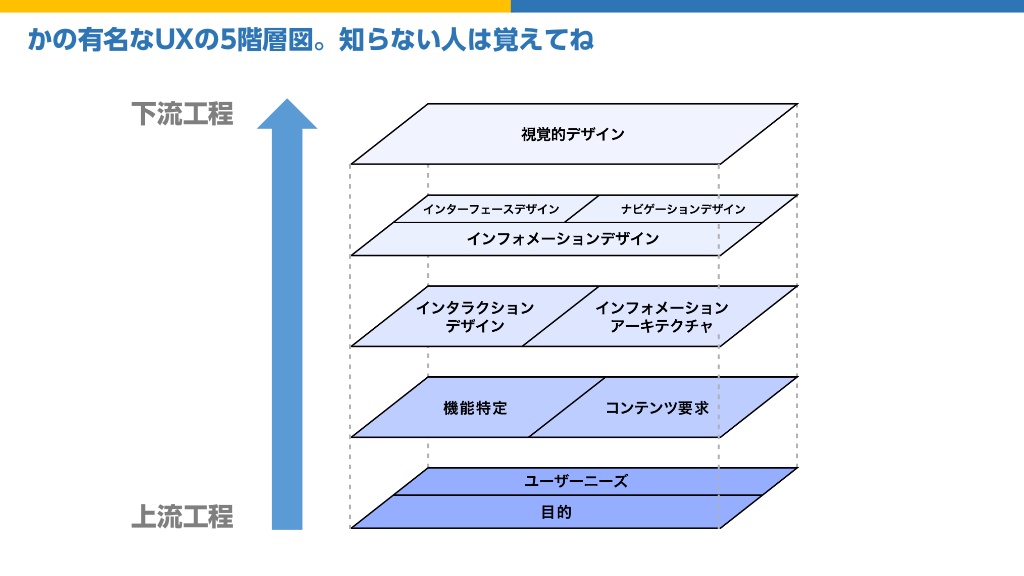 かの有名なUXの5階層図。知らない人は覚えてね
下流工程
視覚的デザイン
インターフェースデザイン
ナビゲーションデザイン
インフォメーションデザイン
インタラクション
デザイン
インフォメーション
アーキテクチャ
機能特定
コンテンツ要求
ユーザーニーズ
目的
上流工程